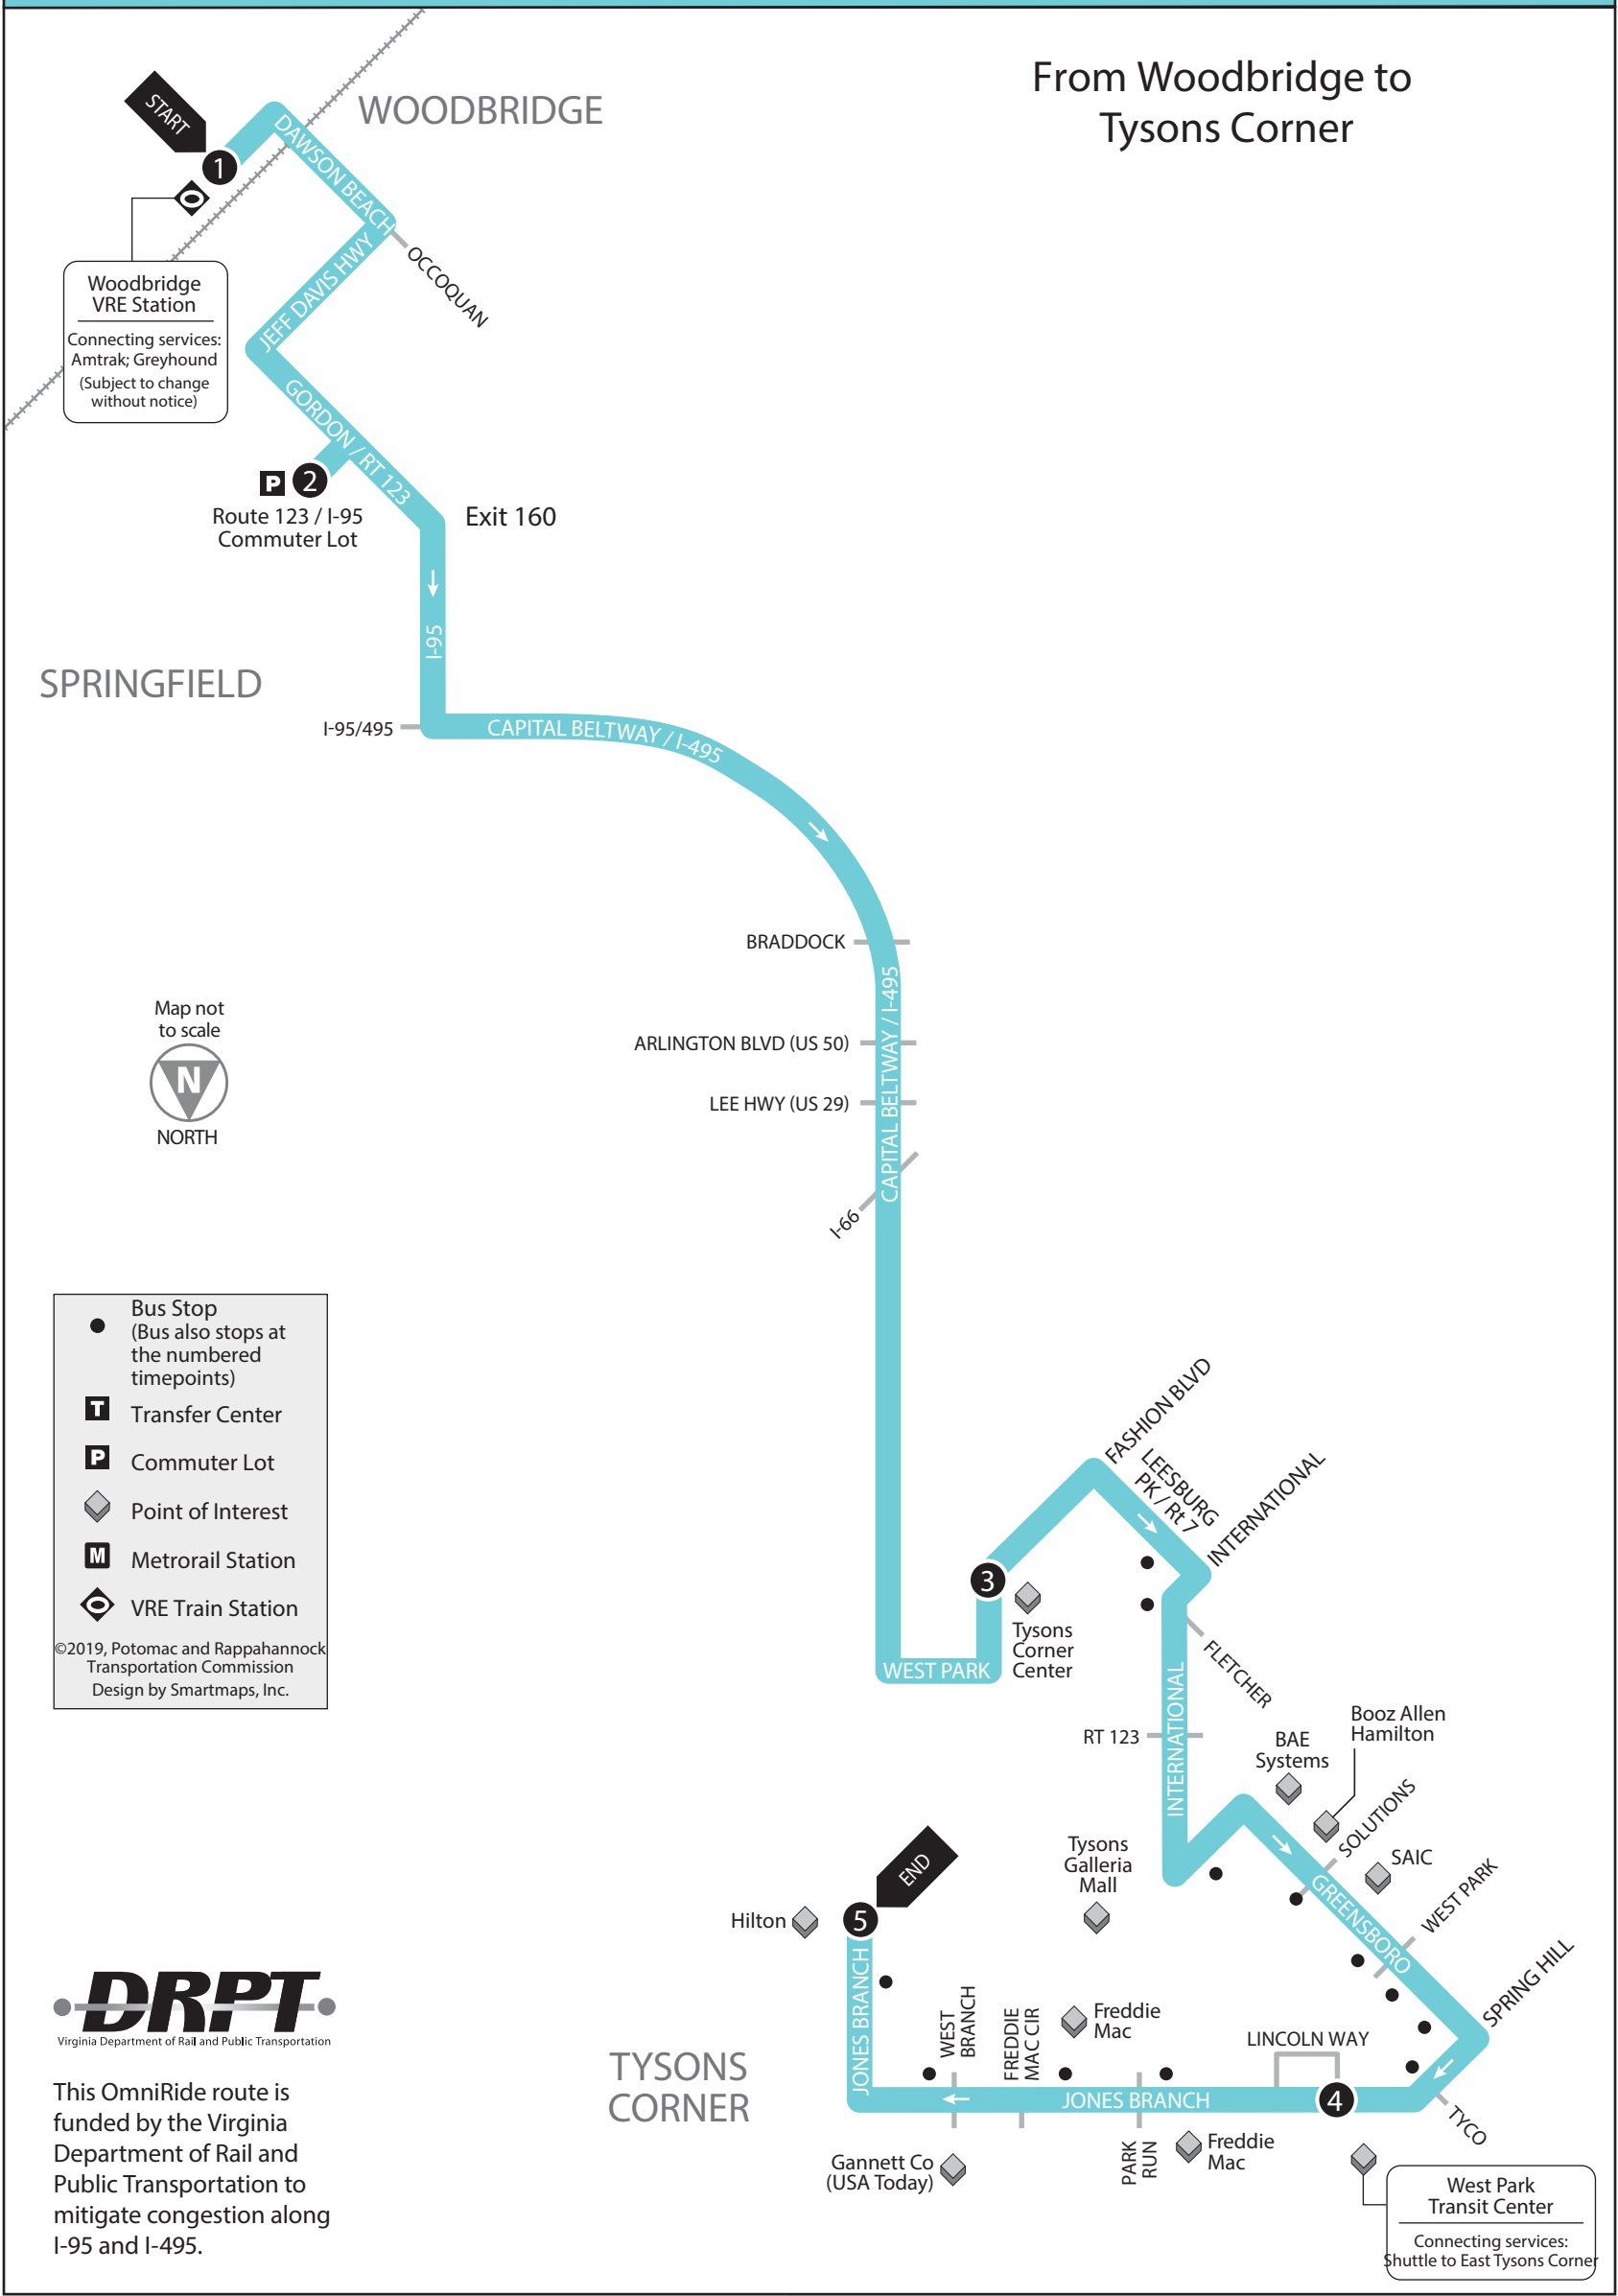 From Woodbridge to
Tysons Corner
WOODBRIDGE
START
1
DAWSON BEACH
OCCOQUAN
JEFF DAVIS HWY
Woodbridge
VRE Station
Connecting services:
Amtrak; Greyhound
(Subject to change
without notice)
GORDON / RT 123
P 2
Route 123 / I-95
Commuter Lot
Exit 160
I-95
SPRINGFIELD
I-95/495
CAPITAL BELTWAY / I-495
BRADDOCK
ARLINGTON BLVD (US 50)
LEE HWY (US 29)
CAPITAL BELTWAY / I-495
I-66
Map not
to scale
N
NORTH
Bus Stop
(Bus also stops at
the numbered
timepoints)
T Transfer Center
P Commuter Lot
Point of Interest
M Metrorail Station
VRE Train Station
©2019, Potomac and Rappahannock
Transportation Commission
Design by Smartmaps, Inc.
FASHION BLVD
LEESBURG
PK / Rt 7
INTERNATIONAL
3
Tysons
Corner
Center
WEST PARK
FLETCHER
INTERNATIONAL
RT 123
BAE
Systems
Booz Allen
Hamilton
SOLUTIONS
SAIC
WEST PARK
GREENSBORO
SPRING HILL
Tysons
Galleria
Mall
END
Hilton
5
JONES BRANCH
WEST
BRANCH
FREDDIE
MAC CIR
Freddie
Mac
LINCOLN WAY
TYSONS
CORNER
JONES BRANCH
4
TYCO
Gannett Co
(USA Today)
PARK
RUN
Freddie
Mac
West Park
Transit Center
Connecting services:
Shuttle to East Tysons Corner
DRPT
Virginia Department of Rail and Public Transportation
This OmniRide route is
funded by the Virginia
Department of Rail and
Public Transportation to
mitigate congestion along
I-95 and I-495.